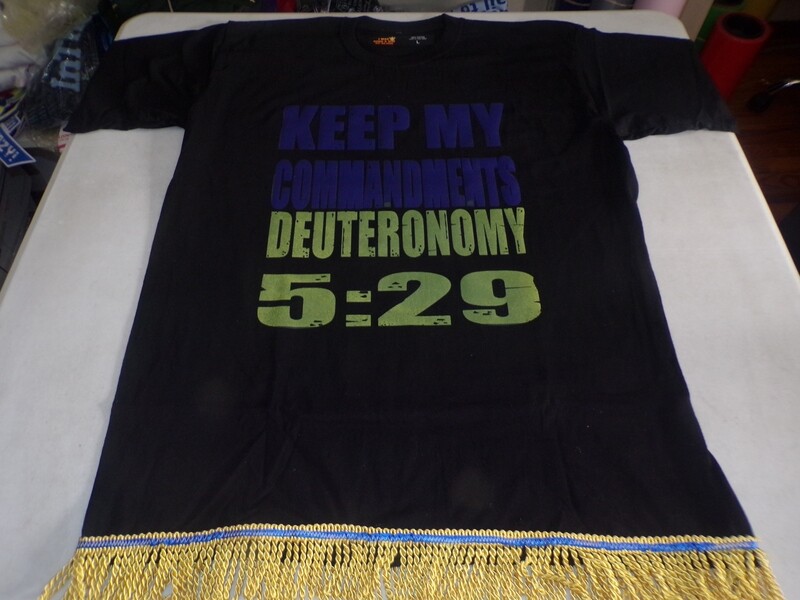 KEEP MY
COMMANDMENTS
DEUTERONOMY
5:29
L